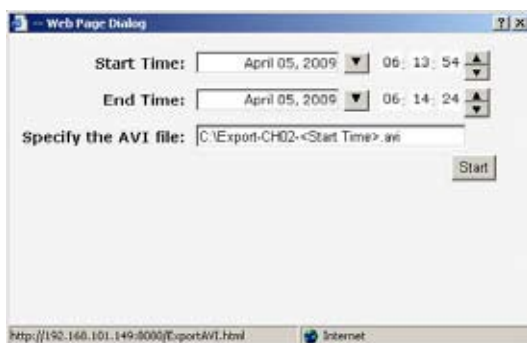 -- Web Page Dialog
Start Time: April 05, 2009 06: 13: 54
End Time: April 05, 2009 06: 14: 24
Specify the AVI file: C:\Export-CH02-<Start Time>.avi
Start
http://192.168.101.149:8000/ExportAVI.html Internet